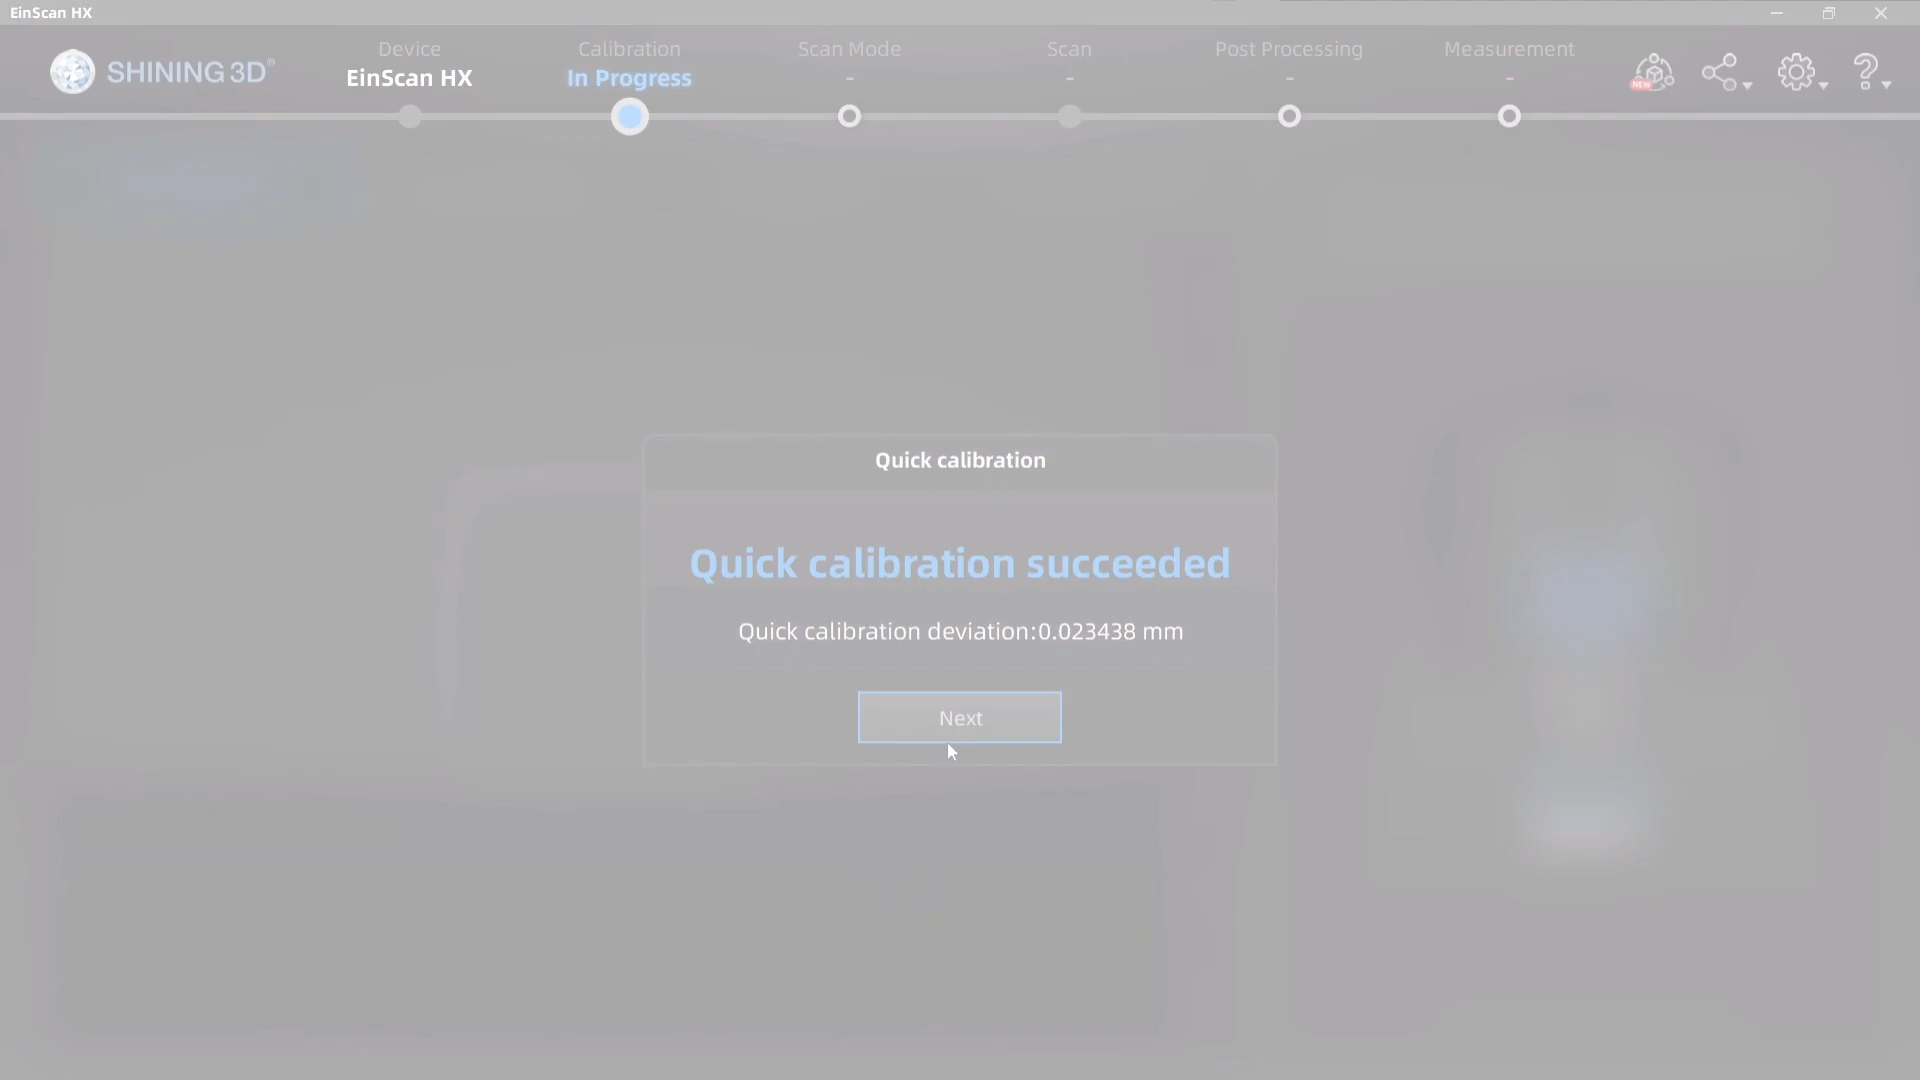 EinScan HX
SHINING 3D®
Device
EinScan HX
Calibration
In Progress
Scan Mode
-
Scan
-
Post Processing
-
Measurement
-
NEW
Quick calibration
Quick calibration succeeded
Quick calibration deviation:0.023438 mm
Next